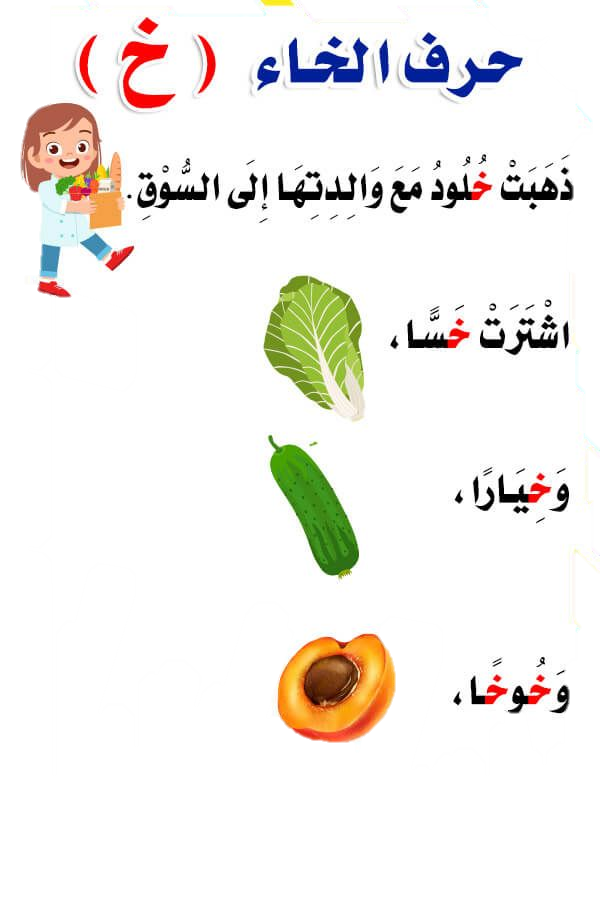 حرف الخاء ( خ )
ذَهَبَتْ خُلُودُ مَعَ وَالِدِتِهَا إِلَى السُّوْقِ.
اشْتَرَتْ خَسًّا ،
وَخِيَارًا ،
وَخُوخًا ،